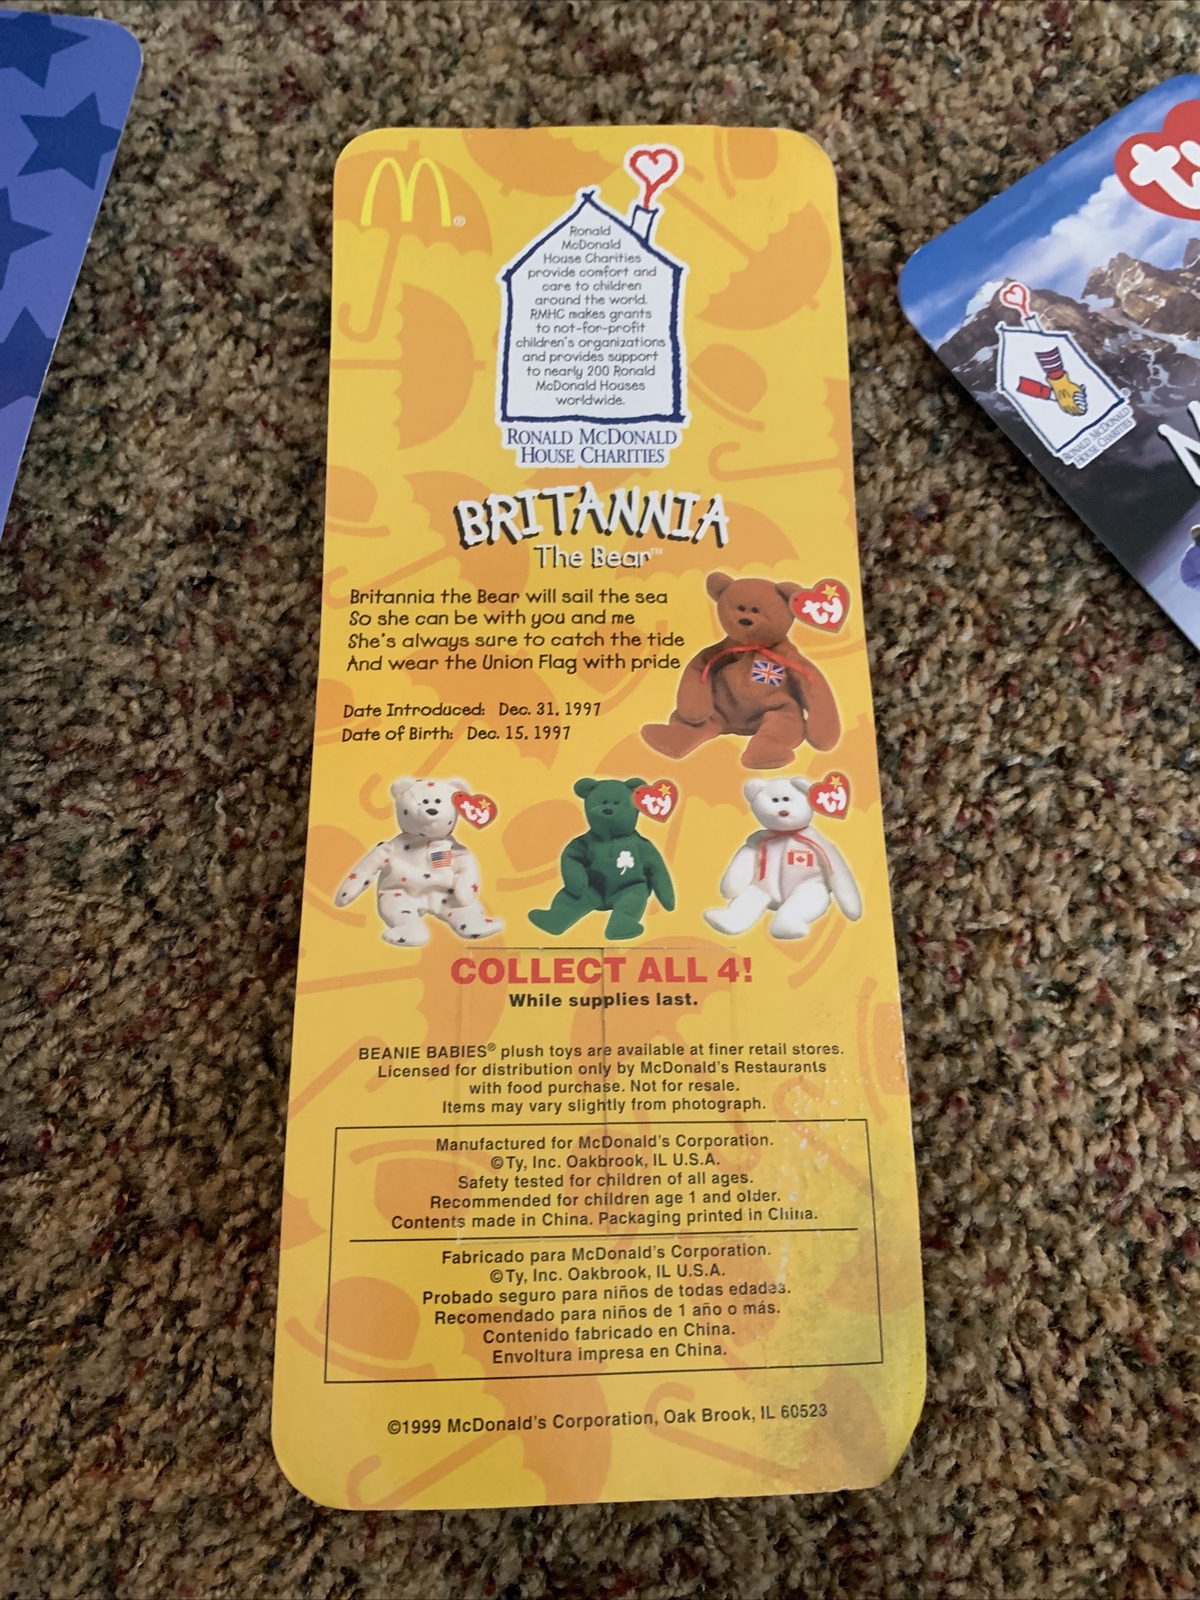 Ronald
McDonald
House Charities
provide comfort and
care to children
around the world.
RMHC makes grants
to not-for-profit
children's organizations
and provides support
to nearly 200 Ronald
McDonald Houses
worldwide.
RONALD MCDONALD
HOUSE CHARITIES
BRITANNIA
The Bear™
Britannia the Bear will sail the sea
So she can be with you and me
She's always sure to catch the tide
And wear the Union Flag with pride
Date Introduced: Dec. 31, 1997
Date of Birth: Dec. 15, 1997
ty
ty
ty
ty
COLLECT ALL 4!
While supplies last.
BEANIE BABIES® plush toys are available at finer retail stores.
Licensed for distribution only by McDonald's Restaurants
with food purchase. Not for resale.
Items may vary slightly from photograph.
Manufactured for McDonald's Corporation.
©Ty, Inc. Oakbrook, IL U.S.A.
Safety tested for children of all ages.
Recommended for children age 1 and older.
Contents made in China. Packaging printed in China.
Fabricado para McDonald's Corporation.
©Ty, Inc. Oakbrook, IL U.S.A.
Probado seguro para niños de todas edades.
Recomendado para niños de 1 año o más.
Contenido fabricado en China.
Envoltura impresa en China.
©1999 McDonald's Corporation, Oak Brook, IL 60523
ty
RONALD MCDONALD
HOUSE CHARITIES